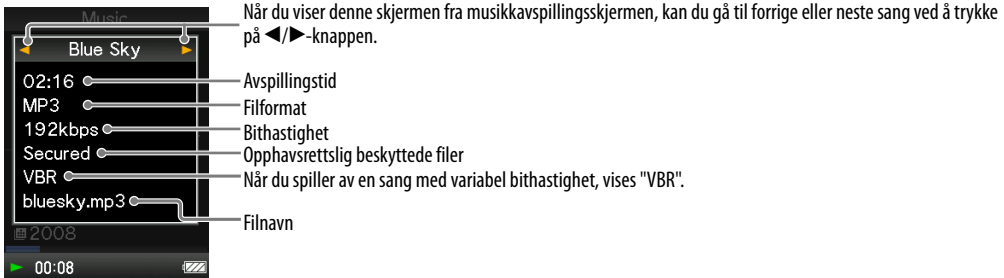 Music
Blue Sky
02:16
MP3
192kbps
Secured
VBR
bluesky.mp3
2008
00:08
Når du viser denne skjermen fra musikkavspillingsskjermen, kan du gå til forrige eller neste sang ved å trykke
på ◀/▶-knappen.
Avspillingstid
Filformat
Bithastighet
Opphavsrettslig beskyttede filer
Når du spiller av en sang med variabel bithastighet, vises "VBR".
Filnavn